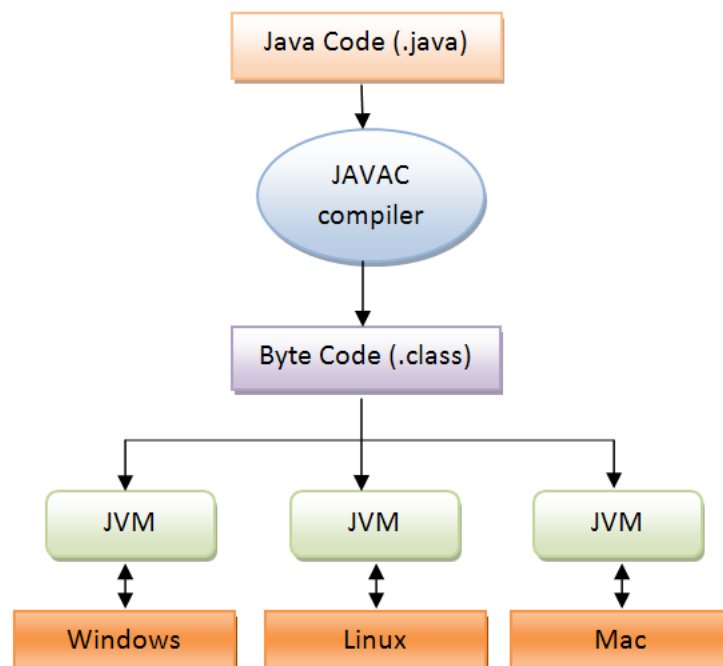 Java Code (.java)
JAVAC
compiler
Byte Code (.class)
JVM
JVM
JVM
Windows
Linux
Mac